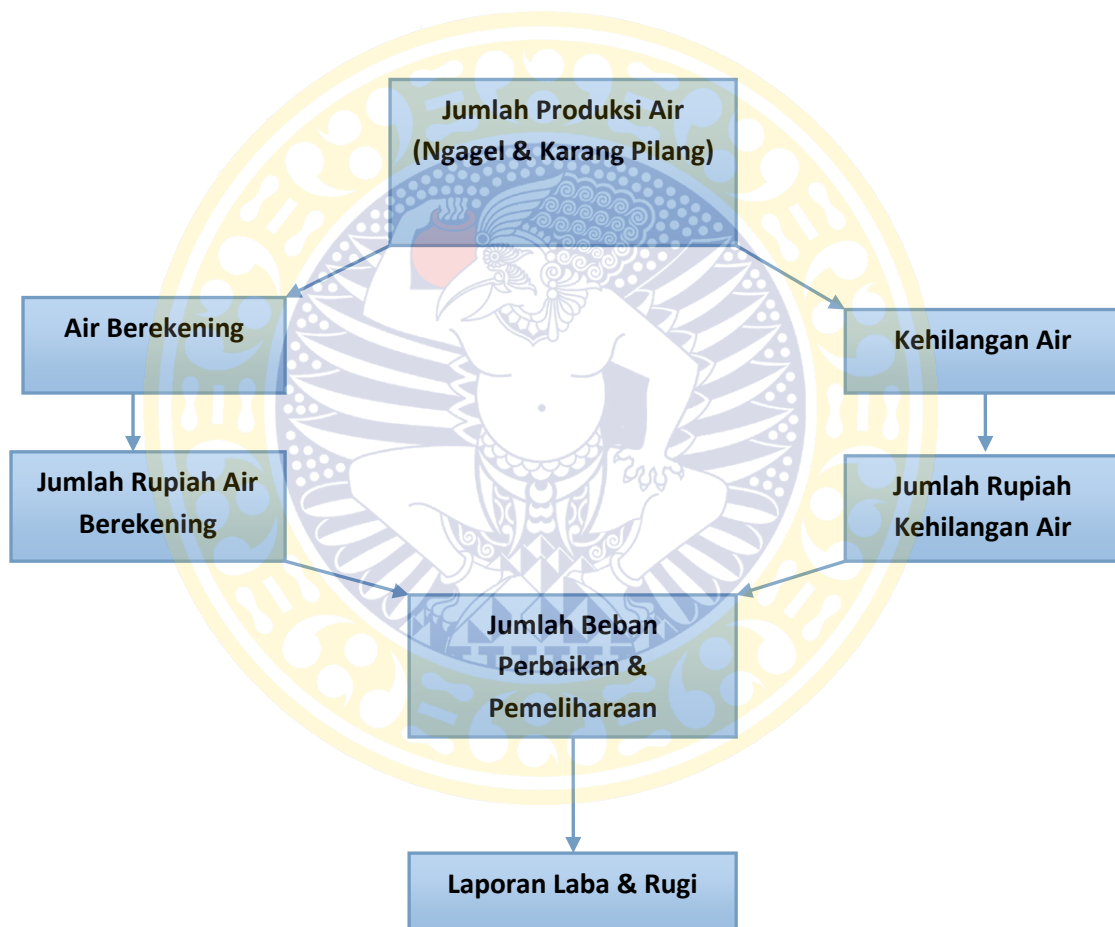 Jumlah Produksi Air
(Ngagel & Karang Pilang)
Air Berekening
Kehilangan Air
Jumlah Rupiah Air
Berekening
Jumlah Rupiah
Kehilangan Air
Jumlah Beban
Perbaikan &
Pemeliharaan
Laporan Laba & Rugi